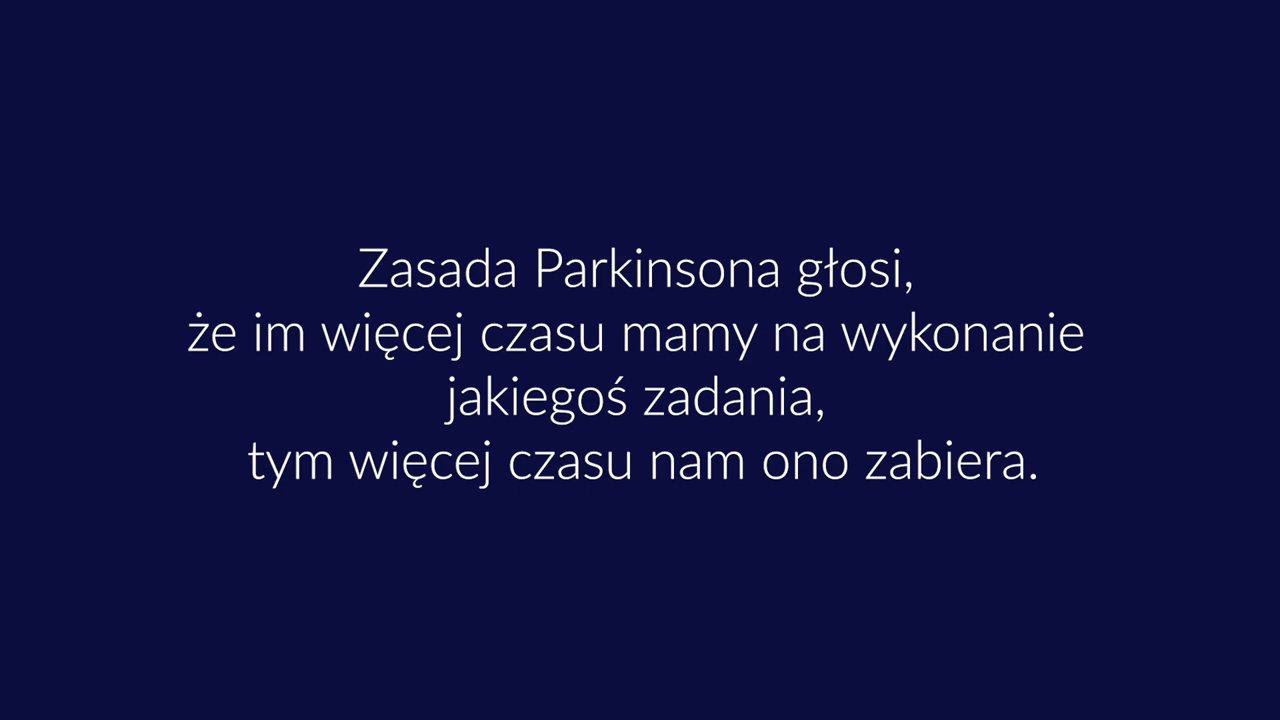 Zasada Parkinsona głosi,
że im więcej czasu mamy na wykonanie
jakiegoś zadania,
tym więcej czasu nam ono zabiera.